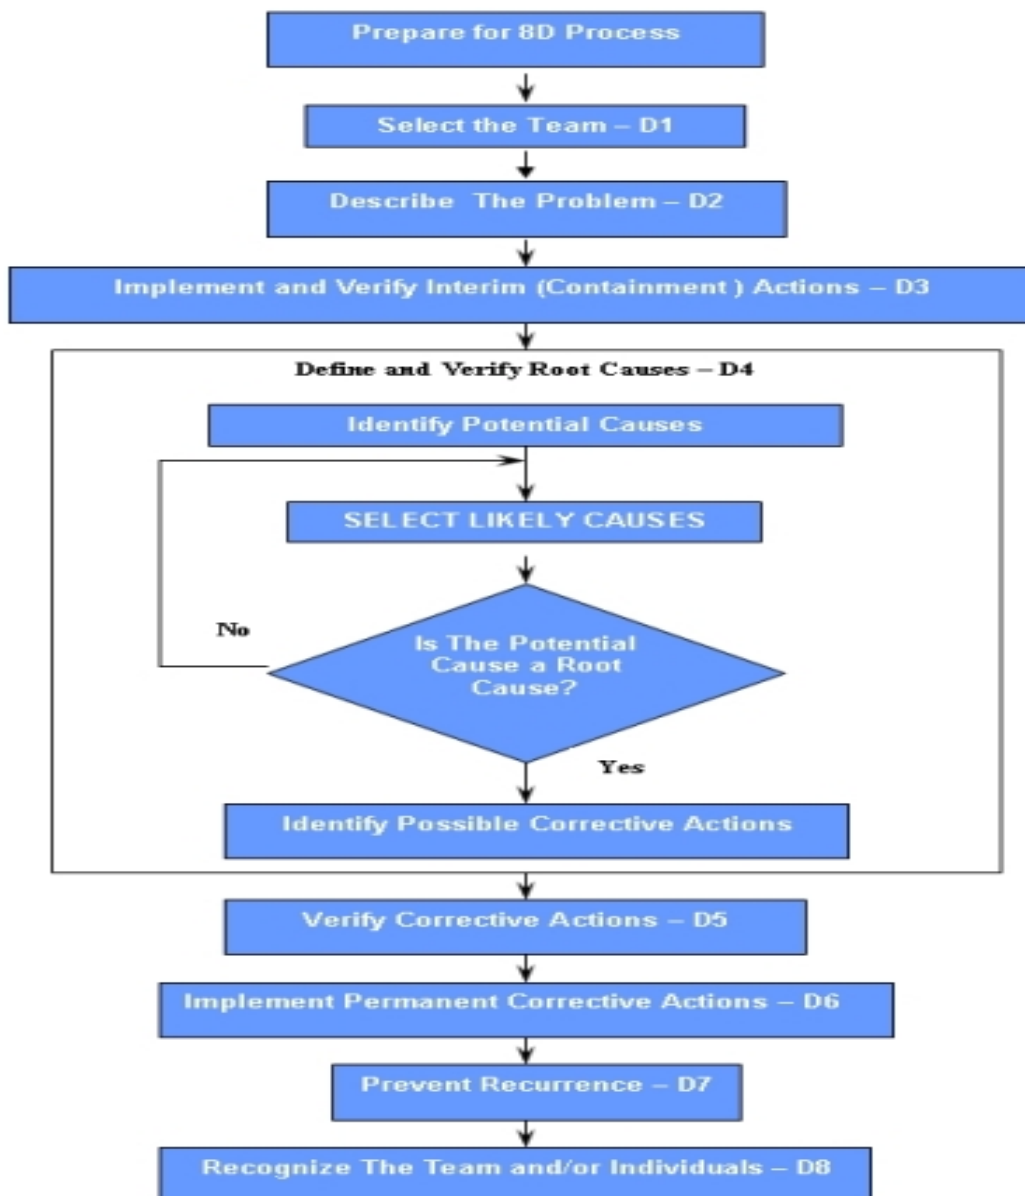 Prepare for 8D Process
Select the Team – D1
Describe The Problem – D2
Implement and Verify Interim (Containment ) Actions – D3
Define and Verify Root Causes – D4
Identify Potential Causes
SELECT LIKELY CAUSES
No
Is The Potential
Cause a Root
Cause?
Yes
Identify Possible Corrective Actions
Verify Corrective Actions – D5
Implement Permanent Corrective Actions – D6
Prevent Recurrence – D7
Recognize The Team and/or Individuals – D8